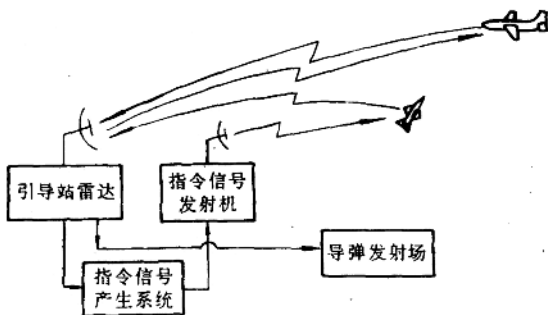 引导站雷达
指令信号
发射机
导弹发射场
指令信号
产生系统